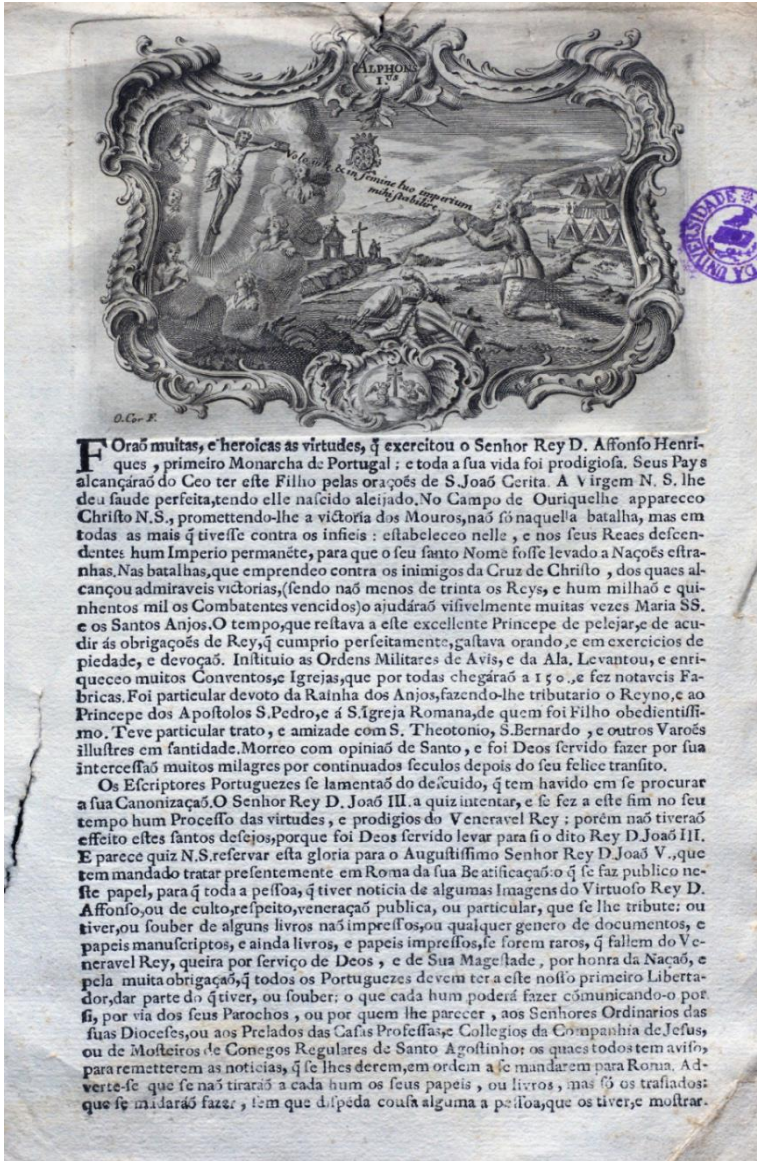 ALPHONS
I.US
Volo in te & in semine tuo imperium
mihi stabilire
DA UNIVERSIDADE
O. Cor F.
FOraõ muitas, e heroicas as virtudes, q̃ exercitou o Senhor Rey D. Affonſo Henri-
ques , primeiro Monarcha de Portugal ; e toda a ſua vida foi prodigioſa. Seus Pays
alcançáraõ do Ceo ter eſte Filho pelas oraçoẽs de S. Joaõ Cerita. A Virgem N. S. lhe
deu ſaude perfeita,tendo elle naſcido aleijado.No Campo de Ouriquelhe appareceo
Chriſto N.S., promettendo-lhe a victoria dos Mouros,naõ ſó naquella batalha, mas em
todas as mais q̃ tiveſſe contra os infieis : eſtabeleceo nelle , e nos ſeus Reaes deſcen-
dentes hum Imperio permanẽte, para que o ſeu ſanto Nome foſſe levado a Naçoẽs eſtra-
nhas.Nas batalhas,que emprendeo contra os inimigos da Cruz de Chriſto , dos quaes al-
cançou admiraveis victorias,(ſendo naõ menos de trinta os Reys, e hum milhaõ e qui-
nhentos mil os Combatentes vencidos)o ajudáraõ viſivelmente muitas vezes Maria SS.
e os Santos Anjos.O tempo,que reſtava a eſte excellente Princepe de pelejar,e de acu-
dir ás obrigaçoẽs de Rey,q̃ cumprio perfeitamente,gaſtava orando,e em exercicios de
piedade, e devoçaõ. Inſtituio as Ordens Militares de Avis, e da Ala. Levantou, e enri-
queceo muitos Conventos,e Igrejas,que por todas chegáraõ a 150.,e fez notaveis Fa-
bricas. Foi particular devoto da Rainha dos Anjos,fazendo-lhe tributario o Reyno,e ao
Princepe dos Apoſtolos S.Pedro,e á S.Igreja Romana,de quem foi Filho obedientiſſi-
mo. Teve particular trato , e amizade com S. Theotonio, S.Bernardo , e outros Varoẽs
illuſtres em ſantidade.Morreo com opiniaõ de Santo , e foi Deos ſervido fazer por ſua
interceſſaõ muitos milagres por continuados ſeculos depois do ſeu felice tranſito.
Os Eſcriptores Portuguezes ſe lamentaõ do deſcuido, q̃ tem havido em ſe procurar
a ſua Canonizaçaõ.O Senhor Rey D. Joaõ III. a quiz intentar, e ſe fez a eſte fim no ſeu
tempo hum Proceſſo das virtudes , e prodigios do Veneravel Rey ; porém naõ tiveraõ
effeito eſtes ſantos deſejos,porque foi Deos ſervido levar para ſi o dito Rey D.Joaõ III.
E parece quiz N.S.reſervar eſta gloria para o Auguſtiſſimo Senhor Rey D. Joaõ V.,que
tem mandado tratar preſentemente em Roma da ſua Beatificaçaõ:o q̃ ſe faz publico ne-
ſte papel, para q̃ toda a peſſoa, q̃ tiver noticia de algumas Imagens do Virtuoſo Rey D.
Affonſo,ou de culto,reſpeito,veneraçaõ publica, ou particular, que ſe lhe tribute; ou
tiver,ou ſouber de alguns livros naõ impreſſos,ou qualquer genero de documentos, e
papeis manuſcriptos, e ainda livros, e papeis impreſſos,ſe forem raros, q̃ fallem do Ve-
neravel Rey, queira por ſerviço de Deos , e de Sua Mageſtade , por honra da Naçaõ, e
pela muita obrigaçaõ,q̃ todos os Portuguezes devem ter a eſte noſſo primeiro Liberta-
dor,dar parte do q̃ tiver, ou ſouber; o que cada hum poderá fazer cõmunicando-o por
ſi, por via dos ſeus Parochos , ou por quem lhe parecer , aos Senhores Ordinarios das
ſuas Dioceſes,ou aos Prelados das Caſas Profeſſas,e Collegios da Companhia de Jeſus,
ou de Moſteiros de Conegos Regulares de Santo Agoſtinho: os quaes todos tem aviſo,
para remetterem as noticias, q̃ ſe lhes derem,em ordem a ſe mandarem para Roma. Ad-
verte-ſe que ſe naõ tiraráõ a cada hum os ſeus papeis , ou livros , mas ſó os traſlados:
que ſe mãdaráõ fazer , ſem que diſpẽda couſa alguma a peſſoa,que os tiver,e moſtrar.